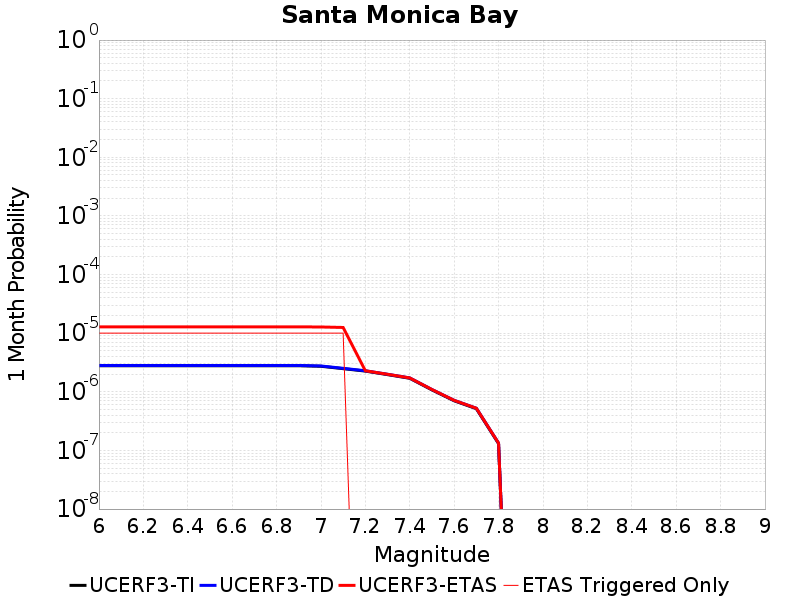 Santa Monica Bay
1 Month Probability
10^0
10^-1
10^-2
10^-3
10^-4
10^-5
10^-6
10^-7
10^-8
6 6.2 6.4 6.6 6.8 7 7.2 7.4 7.6 7.8 8 8.2 8.4 8.6 8.8 9
Magnitude
UCERF3-TI UCERF3-TD UCERF3-ETAS ETAS Triggered Only